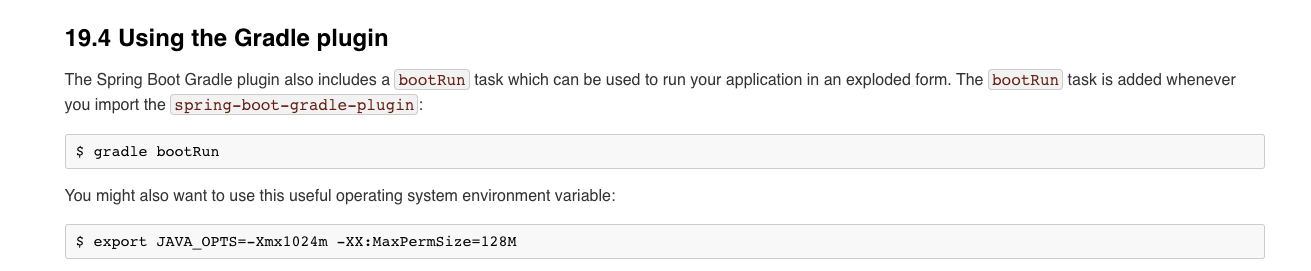 19.4 Using the Gradle plugin
The Spring Boot Gradle plugin also includes a bootRun task which can be used to run your application in an exploded form. The bootRun task is added whenever
you import the spring-boot-gradle-plugin:
$ gradle bootRun
You might also want to use this useful operating system environment variable:
$ export JAVA_OPTS=-Xmx1024m -XX:MaxPermSize=128M